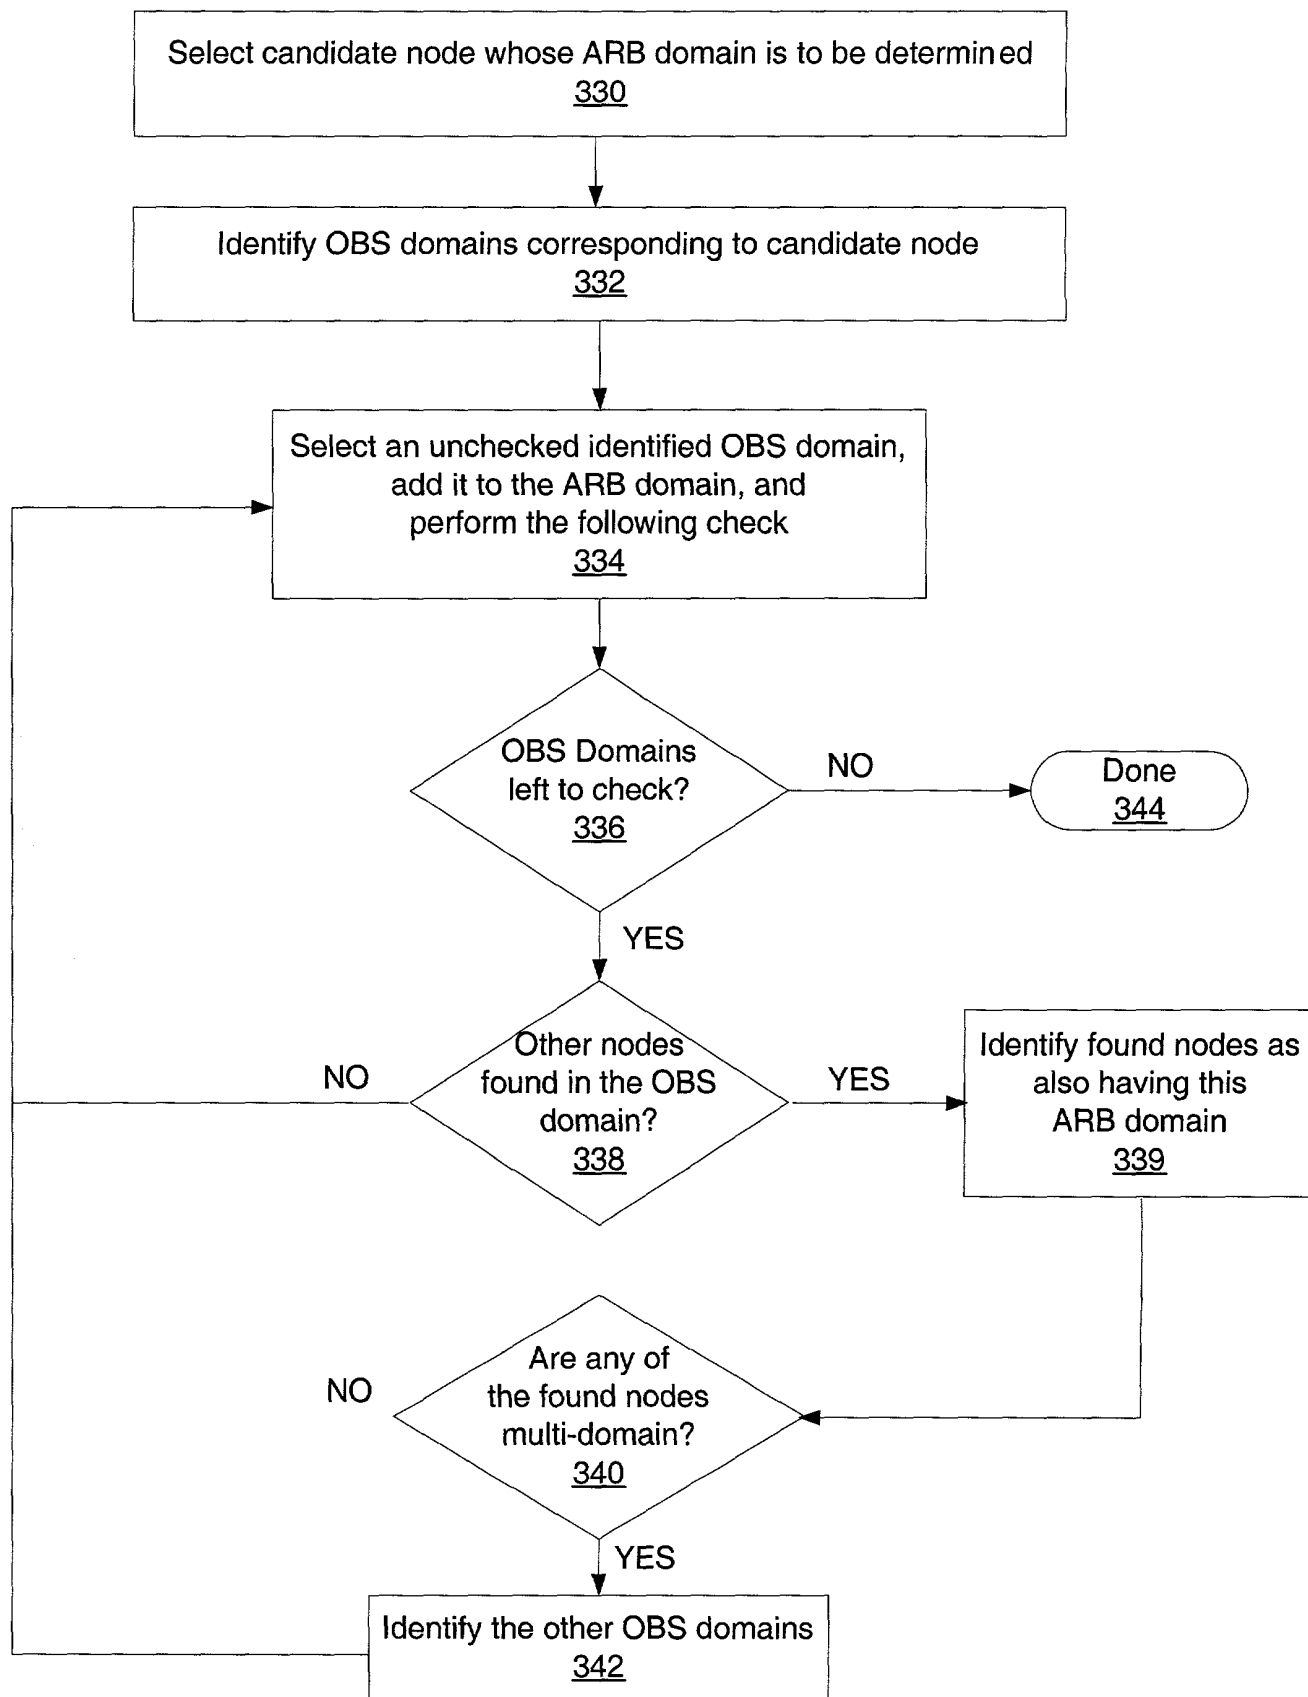 Select candidate node whose ARB domain is to be determined
330
Identify OBS domains corresponding to candidate node
332
Select an unchecked identified OBS domain,
add it to the ARB domain, and
perform the following check
334
OBS Domains
left to check?
336
NO
Done
344
YES
Other nodes
found in the OBS
domain?
338
NO
YES
Identify found nodes as
also having this
ARB domain
339
Are any of
the found nodes
multi-domain?
340
NO
YES
Identify the other OBS domains
342